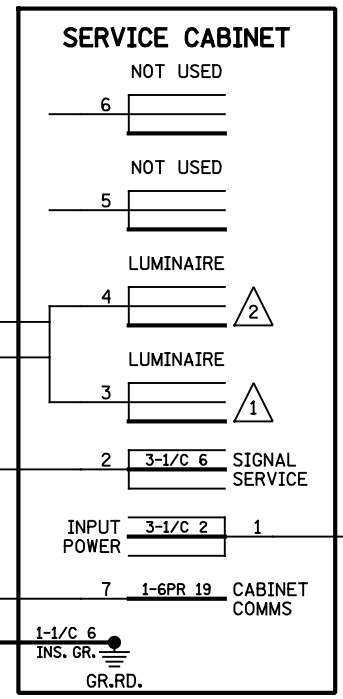 SERVICE CABINET
NOT USED
6
NOT USED
5
LUMINAIRE
4
2
LUMINAIRE
3
1
2 3-1/C 6 SIGNAL
SERVICE
INPUT 3-1/C 2 1
POWER
7 1-6PR 19 CABINET
COMMS
1-1/C 6
INS. GR.
GR.RD.